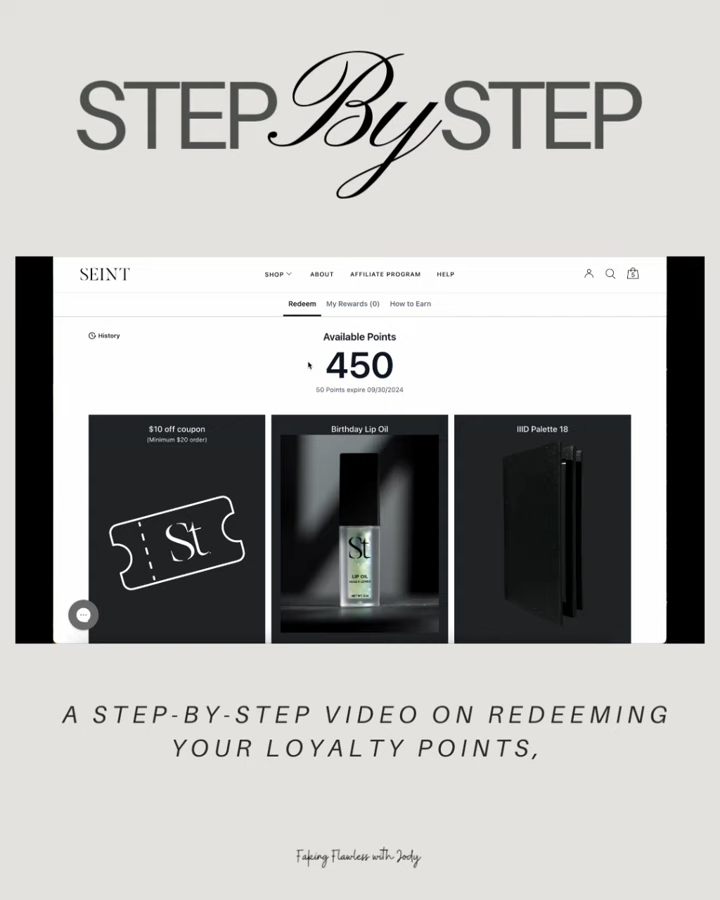 STEP By STEP
SEINT
SHOP ABOUT AFFILIATE PROGRAM HELP
5
Redeem My Rewards (0) How to Earn
History
Available Points
450
50 Points expire 09/30/2024
$10 off coupon
(Minimum $20 order)
St
Birthday Lip Oil
St
LIP OIL
IIID Palette 18
A STEP-BY-STEP VIDEO ON REDEEMING
YOUR LOYALTY POINTS,
Faking Flawless with Jody